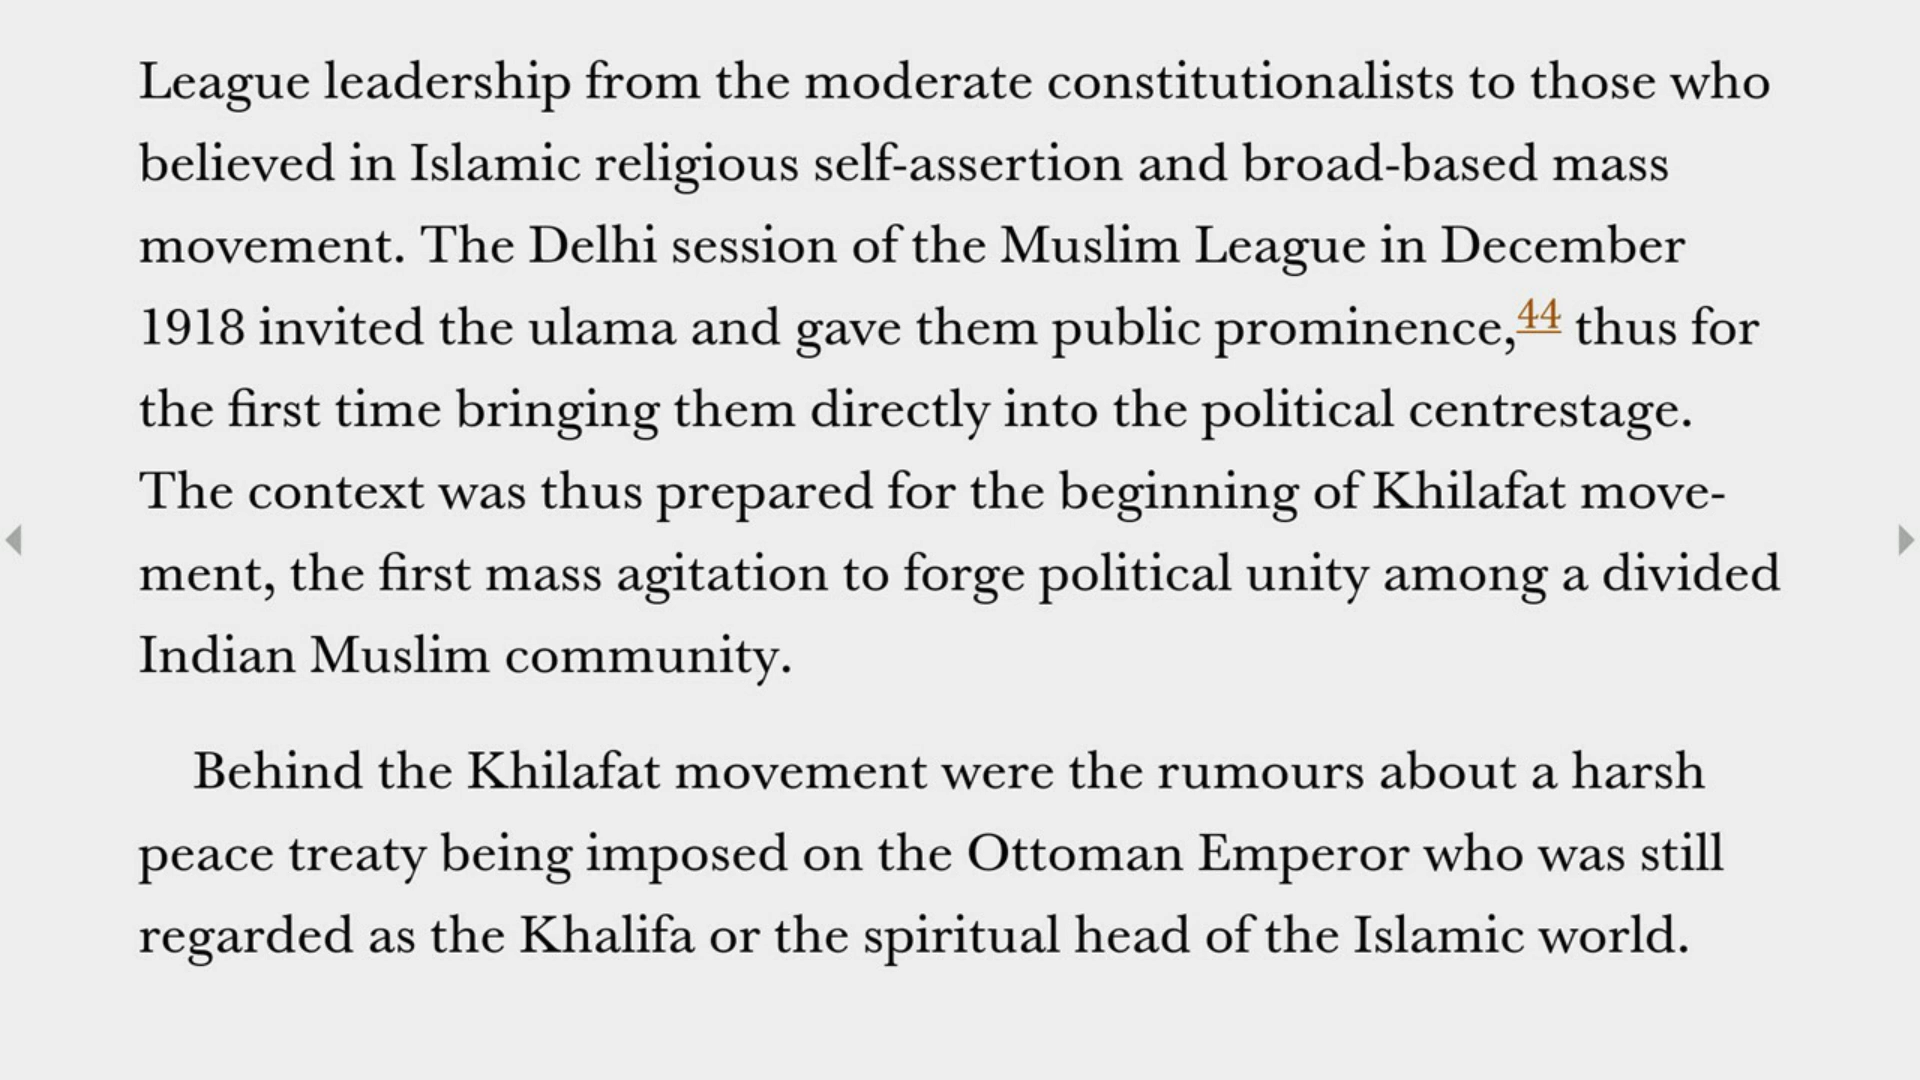 League leadership from the moderate constitutionalists to those who
believed in Islamic religious self-assertion and broad-based mass
movement. The Delhi session of the Muslim League in December
1918 invited the ulama and gave them public prominence,44 thus for
the first time bringing them directly into the political centrestage.
The context was thus prepared for the beginning of Khilafat move-
ment, the first mass agitation to forge political unity among a divided
Indian Muslim community.
Behind the Khilafat movement were the rumours about a harsh
peace treaty being imposed on the Ottoman Emperor who was still
regarded as the Khalifa or the spiritual head of the Islamic world.